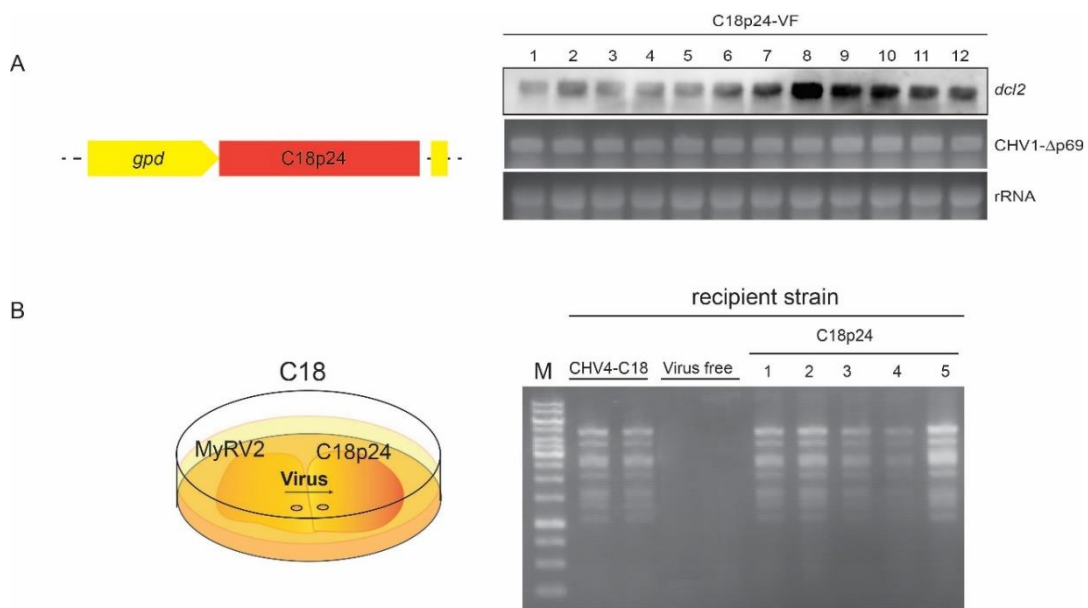 A
gpd
C18p24
C18p24-VF
1 2 3 4 5 6 7 8 9 10 11 12
dcl2
CHV1-Δp69
rRNA
B
C18
MyRV2
C18p24
Virus
recipient strain
C18p24
M CHV4-C18 Virus free 1 2 3 4 5